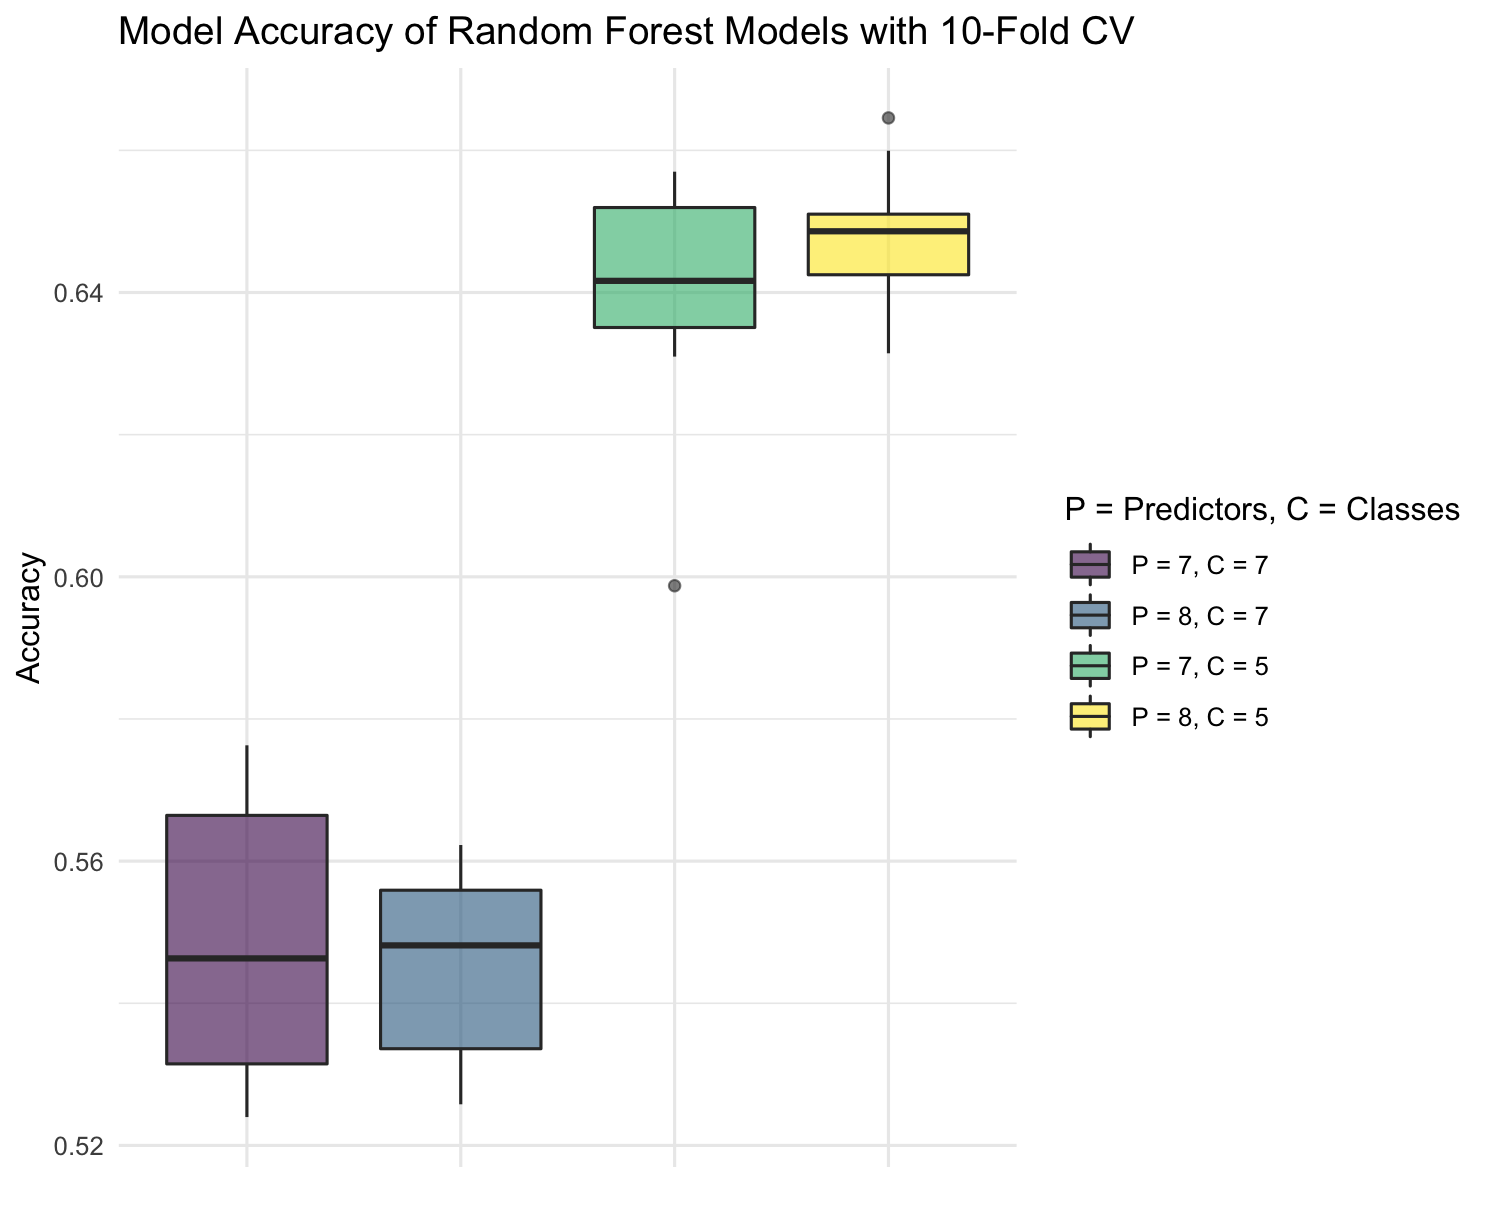 Model Accuracy of Random Forest Models with 10-Fold CV
Accuracy
0.64
0.60
0.56
0.52
P = Predictors, C = Classes
P = 7, C = 7
P = 8, C = 7
P = 7, C = 5
P = 8, C = 5